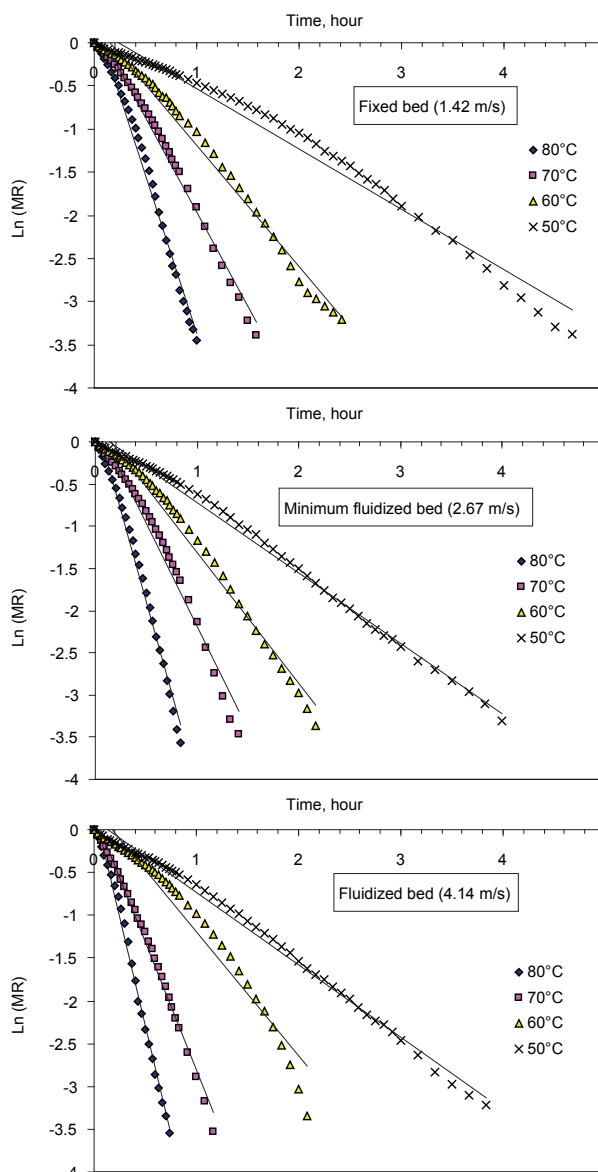 Time, hour
0 1 2 3 4
0
-0.5
-1
-1.5
-2
-2.5
-3
-3.5
-4
Ln (MR)
Fixed bed (1.42 m/s)
80°C
70°C
60°C
50°C
Time, hour
0 1 2 3 4
0
-0.5
-1
-1.5
-2
-2.5
-3
-3.5
-4
Ln (MR)
Minimum fluidized bed (2.67 m/s)
80°C
70°C
60°C
50°C
Time, hour
0 1 2 3 4
0
-0.5
-1
-1.5
-2
-2.5
-3
-3.5
-4
Ln (MR)
Fluidized bed (4.14 m/s)
80°C
70°C
60°C
50°C